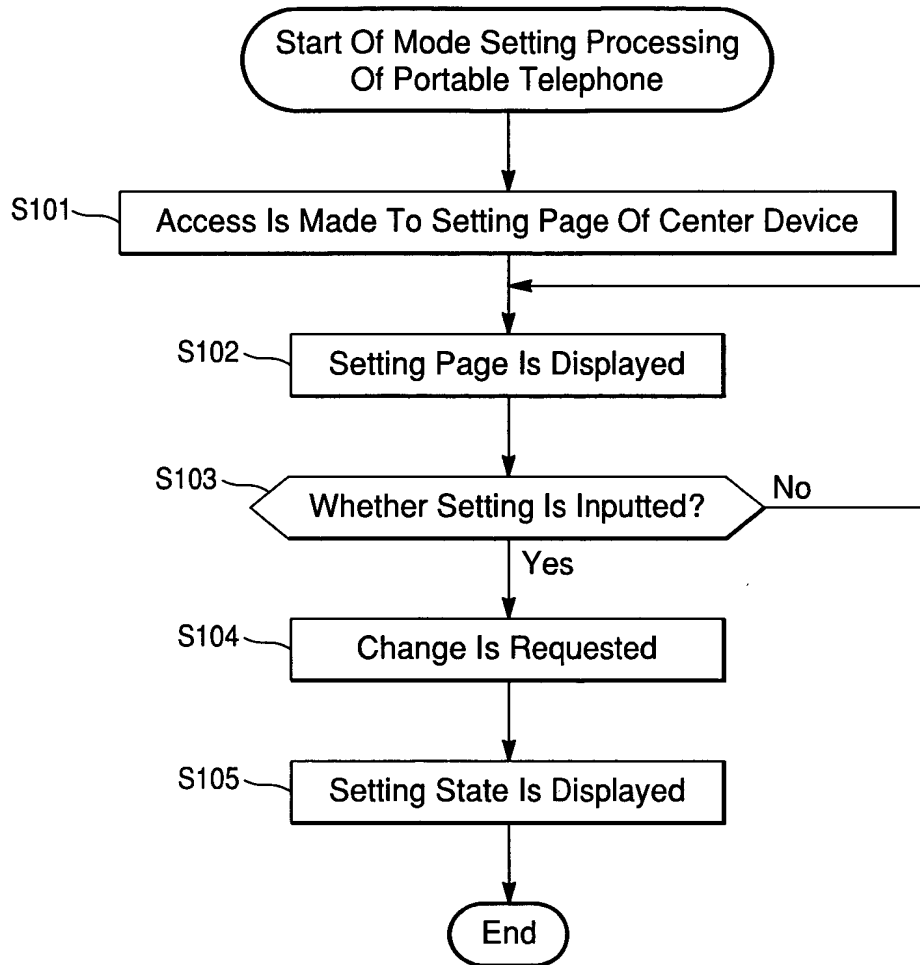 Start Of Mode Setting Processing
Of Portable Telephone
S101
Access Is Made To Setting Page Of Center Device
S102
Setting Page Is Displayed
S103
Whether Setting Is Inputted?
No
Yes
S104
Change Is Requested
S105
Setting State Is Displayed
End